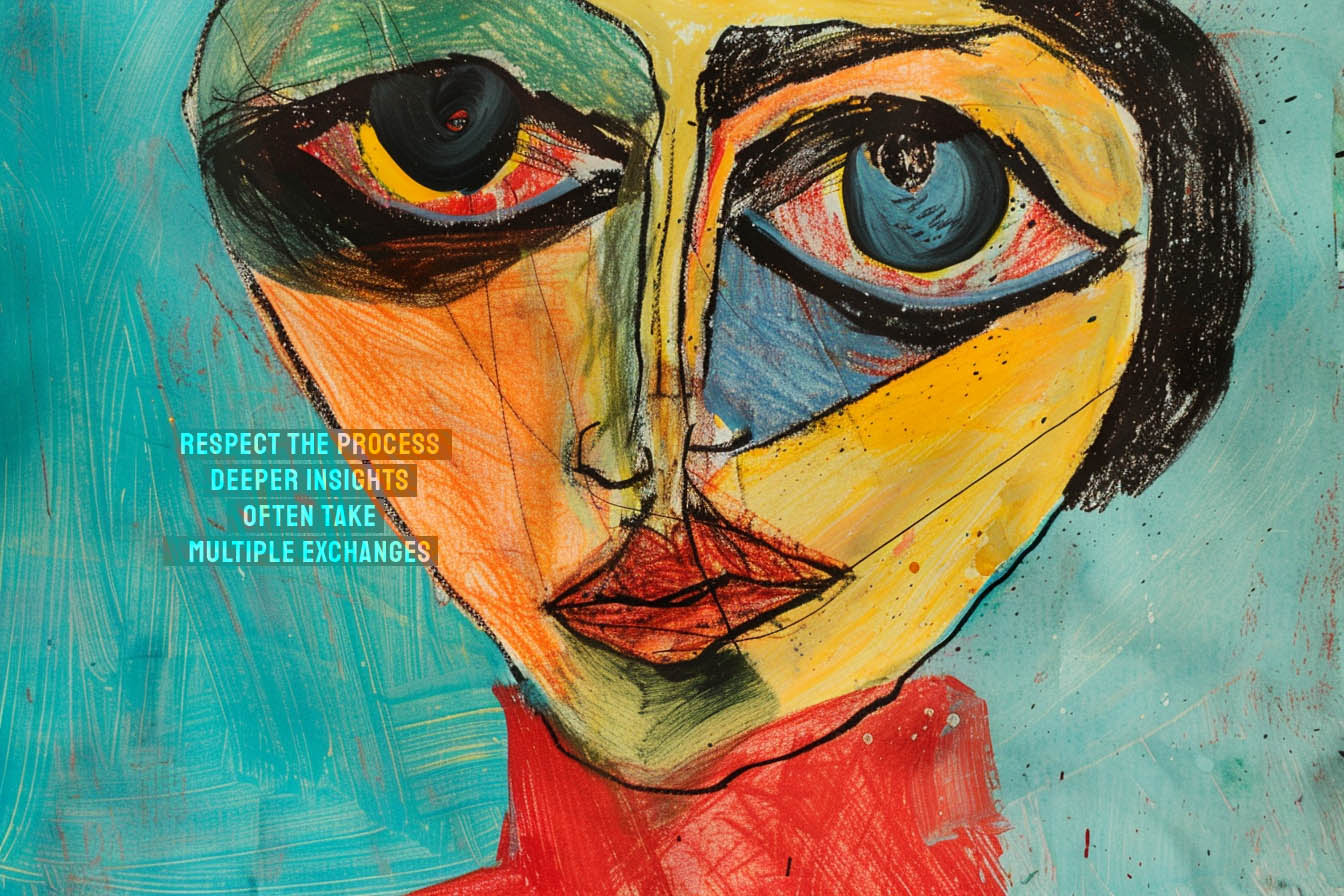 RESPECT THE PROCESS
DEEPER INSIGHTS
OFTEN TAKE
MULTIPLE EXCHANGES